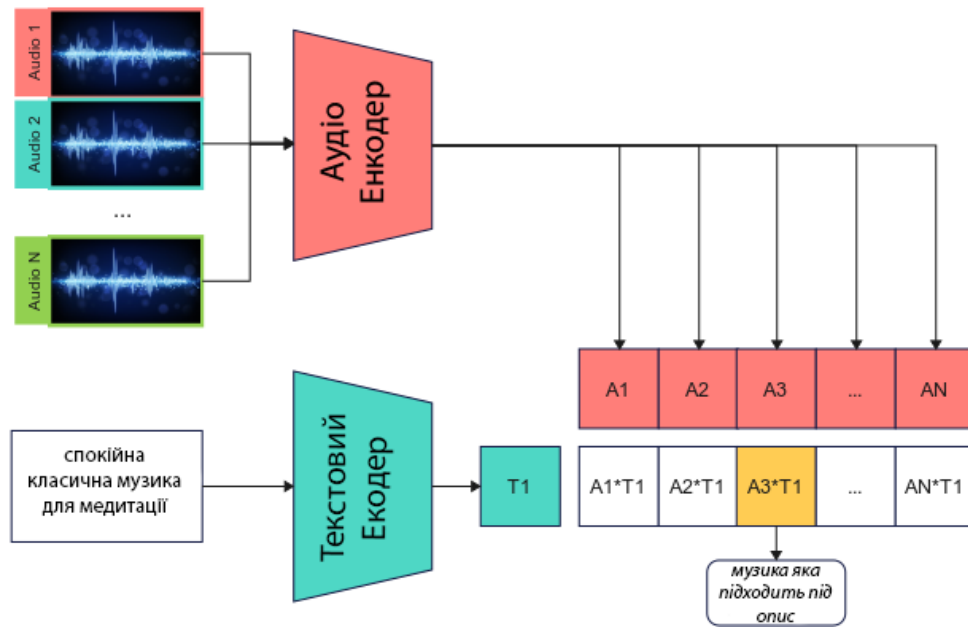 Audio 1
Audio 2
...
Audio N
Аудіо
Енкодер
A1
A2
A3
...
AN
спокійна
класична музика
для медитації
Текстовий
Екодер
T1
A1*T1
A2*T1
A3*T1
...
AN*T1
музика яка
підходить під
опис